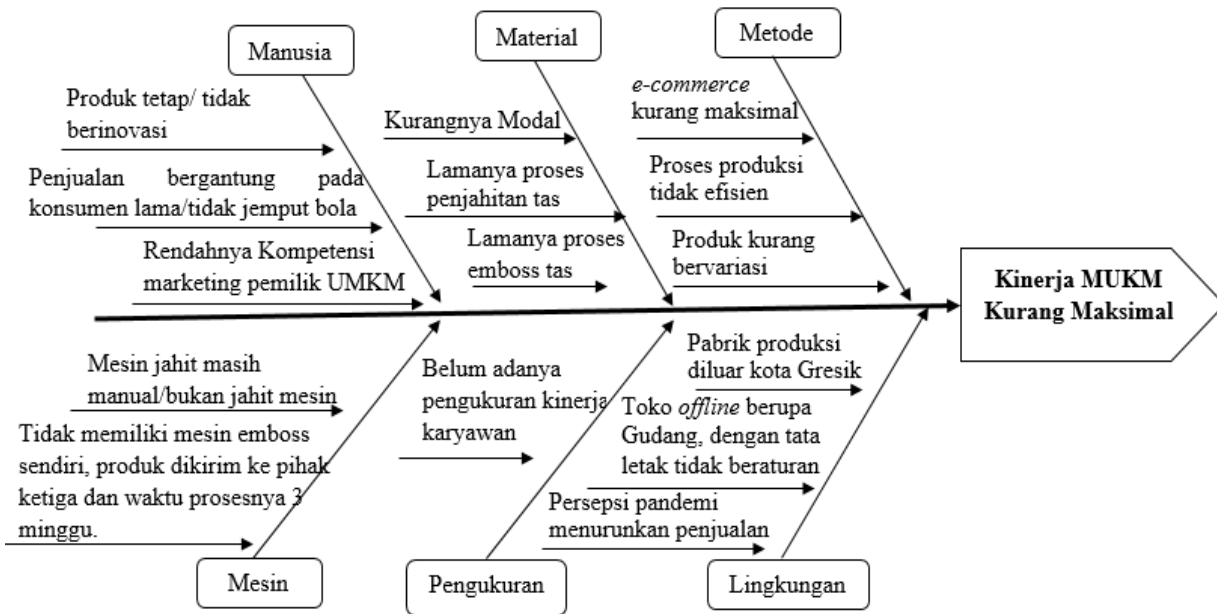 Manusia
Material
Metode
Produk tetap/ tidak
berinovasi
Penjualan bergantung pada
konsumen lama/tidak jemput bola
Rendahnya Kompetensi
marketing pemilik UMKM
Kurangnya Modal
Lamanya proses
penjahitan tas
Lamanya proses
emboss tas
e-commerce
kurang maksimal
Proses produksi
tidak efisien
Produk kurang
bervariasi
Kinerja MUKM
Kurang Maksimal
Mesin jahit masih
manual/bukan jahit mesin
Tidak memiliki mesin emboss
sendiri, produk dikirim ke pihak
ketiga dan waktu prosesnya 3
minggu.
Belum adanya
pengukuran kinerja
karyawan
Pabrik produksi
diluar kota Gresik
Toko offline berupa
Gudang, dengan tata
letak tidak beraturan
Persepsi pandemi
menurunkan penjualan
Mesin
Pengukuran
Lingkungan